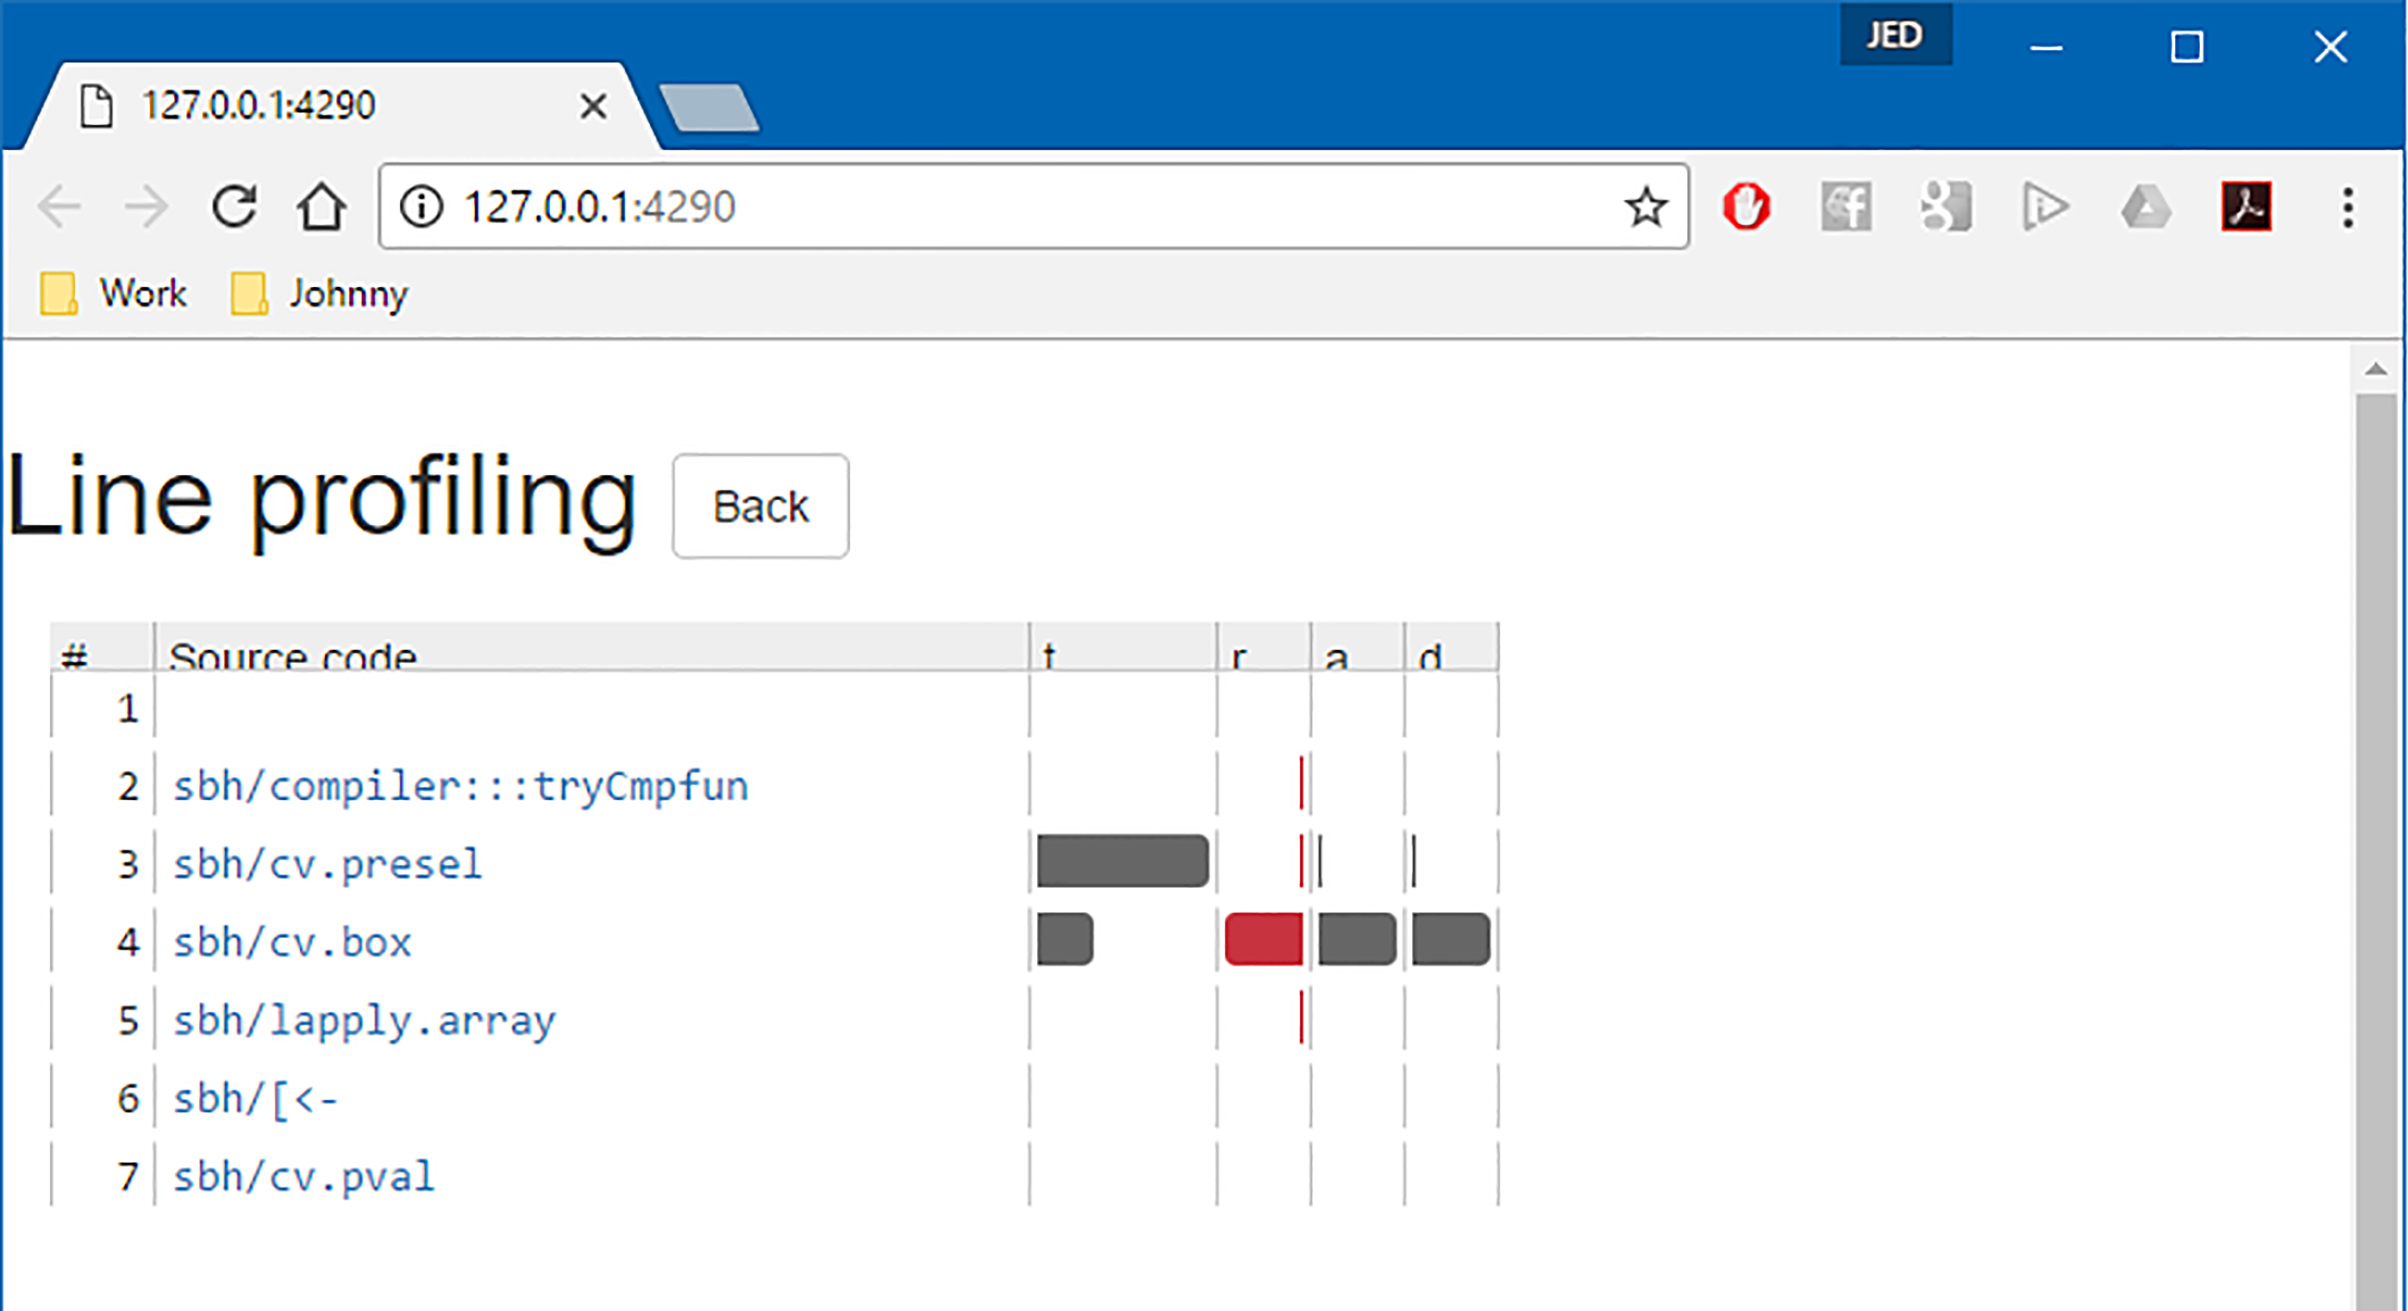 JED
127.0.0.1:4290
127.0.0.1:4290
Work Johnny
Line profiling Back
# Source code t r a d
1
2 sbh/compiler:::tryCmpfun
3 sbh/cv.presel
4 sbh/cv.box
5 sbh/lapply.array
6 sbh/[<-
7 sbh/cv.pval